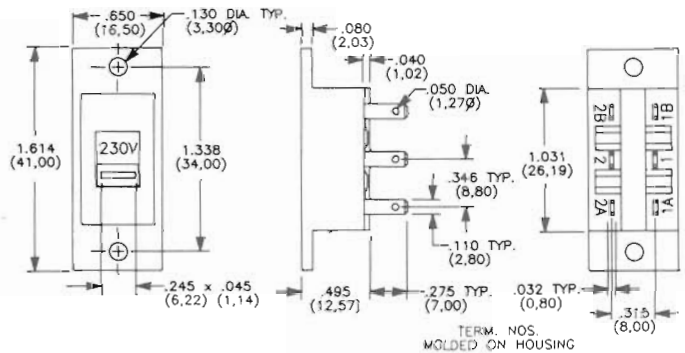 .650
(16,50)
.130 DIA. TYP.
(3,30Ø)
1.614
(41,00)
1.338
(34,00)
230V
.245 x .045
(6,22) (1,14)
.080
(2,03)
.040
(1,02)
.050 DIA.
(1,27Ø)
.346 TYP.
(8,80)
.110 TYP.
(2,80)
.495
(12,57)
.275 TYP.
(7,00)
1.031
(26,19)
2B
1B
2
1
2A
1A
.032 TYP.
(0,80)
.315
(8,00)
TERM. NOS.
MOLDED ON HOUSING